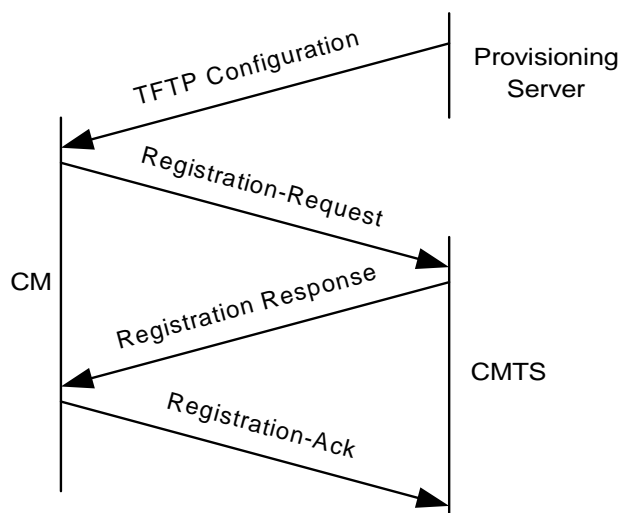 TFTP Configuration
Provisioning
Server
Registration-Request
CM
Registration Response
CMTS
Registration-Ack